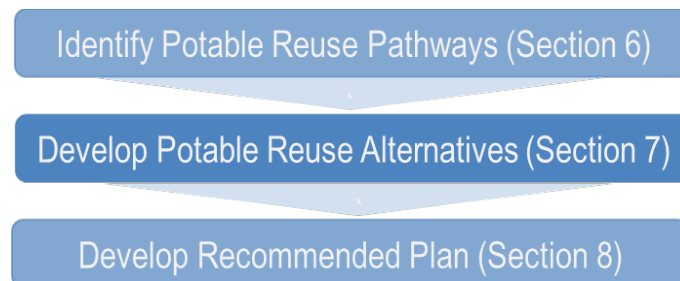 Identify Potable Reuse Pathways (Section 6)
Develop Potable Reuse Alternatives (Section 7)
Develop Recommended Plan (Section 8)